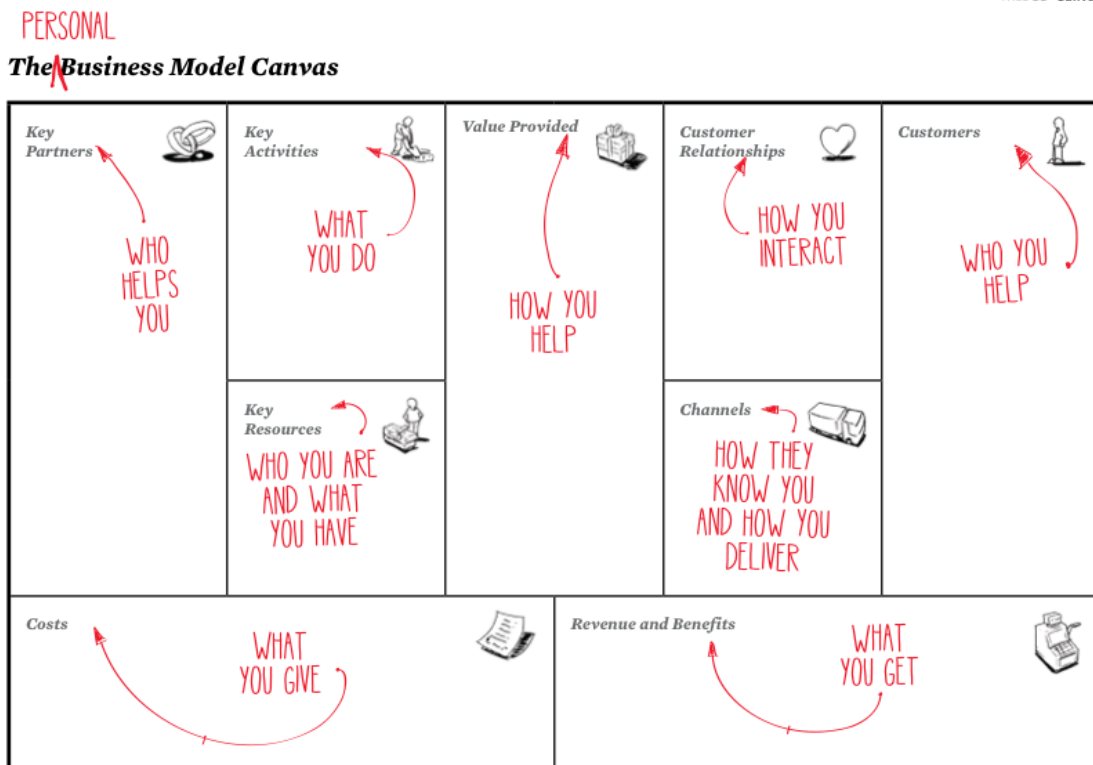 PERSONAL
The Business Model Canvas
Key
Partners
WHO
HELPS
YOU
Key
Activities
WHAT
YOU DO
Key
Resources
WHO YOU ARE
AND WHAT
YOU HAVE
Value Provided
HOW YOU
HELP
Customer
Relationships
HOW YOU
INTERACT
Channels
HOW THEY
KNOW YOU
AND HOW YOU
DELIVER
Customers
WHO YOU
HELP
Costs
WHAT
YOU GIVE
Revenue and Benefits
WHAT
YOU GET